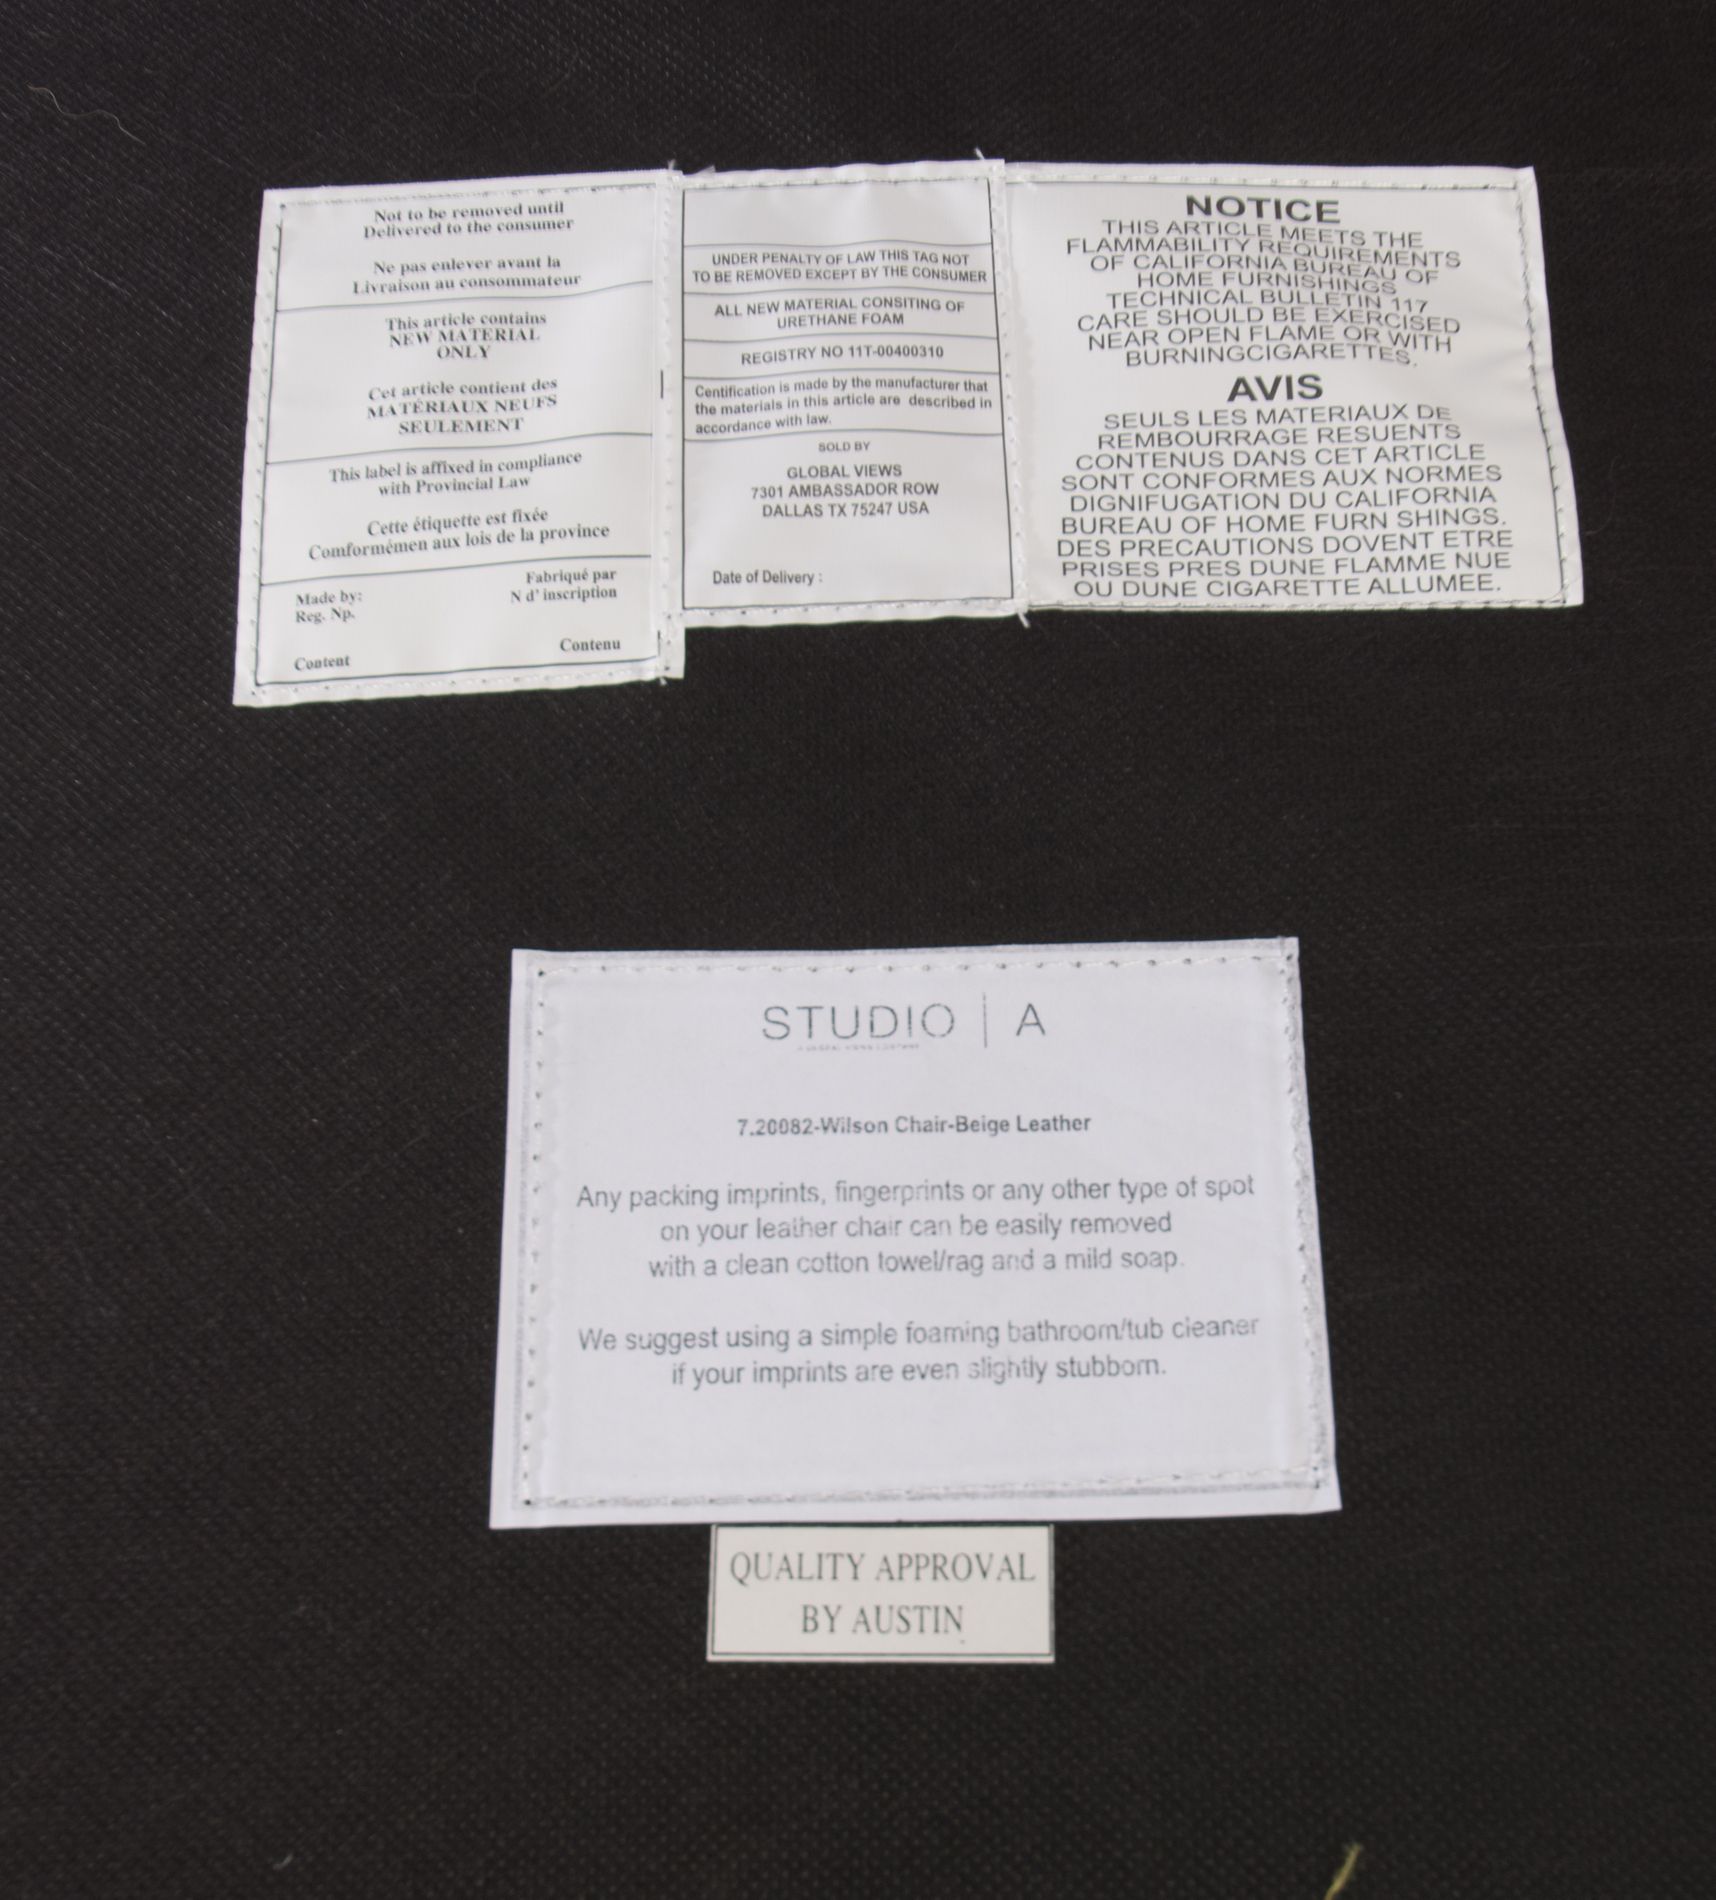 Not to be removed until
Delivered to the consumer
Ne pas enlever avant la
Livraison au consommateur
This article contains
NEW MATERIAL
ONLY
Cet article contient des
MATÉRIAUX NEUFS
SEULEMENT
This label is affixed in compliance
with Provincial Law
Cette étiquette est fixée
Comformémen aux lois de la province
Made by:
Reg. Np.
Fabriqué par
N d' inscription
Content
Contenu
UNDER PENALTY OF LAW THIS TAG NOT
TO BE REMOVED EXCEPT BY THE CONSUMER
ALL NEW MATERIAL CONSITING OF
URETHANE FOAM
REGISTRY NO 11T-00400310
Centification is made by the manufacturer that
the materials in this article are described in
accordance with law.
SOLD BY
GLOBAL VIEWS
7301 AMBASSADOR ROW
DALLAS TX 75247 USA
Date of Delivery :
NOTICE
THIS ARTICLE MEETS THE
FLAMMABILITY REQUIREMENTS
OF CALIFORNIA BUREAU OF
HOME FURNISHINGS
TECHNICAL BULLETIN 117
CARE SHOULD BE EXERCISED
NEAR OPEN FLAME OR WITH
BURNINGCIGARETTES.
AVIS
SEULS LES MATERIAUX DE
REMBOURRAGE RESUENTS
CONTENUS DANS CET ARTICLE
SONT CONFORMES AUX NORMES
DIGNIFUGATION DU CALIFORNIA
BUREAU OF HOME FURN SHINGS.
DES PRECAUTIONS DOVENT ETRE
PRISES PRES DUNE FLAMME NUE
OU DUNE CIGARETTE ALLUMEE.
STUDIO | A
7.20082-Wilson Chair-Beige Leather
Any packing imprints, fingerprints or any other type of spot
on your leather chair can be easily removed
with a clean cotton towel/rag and a mild soap.
We suggest using a simple foaming bathroom/tub cleaner
if your imprints are even slightly stubborn.
QUALITY APPROVAL
BY AUSTIN